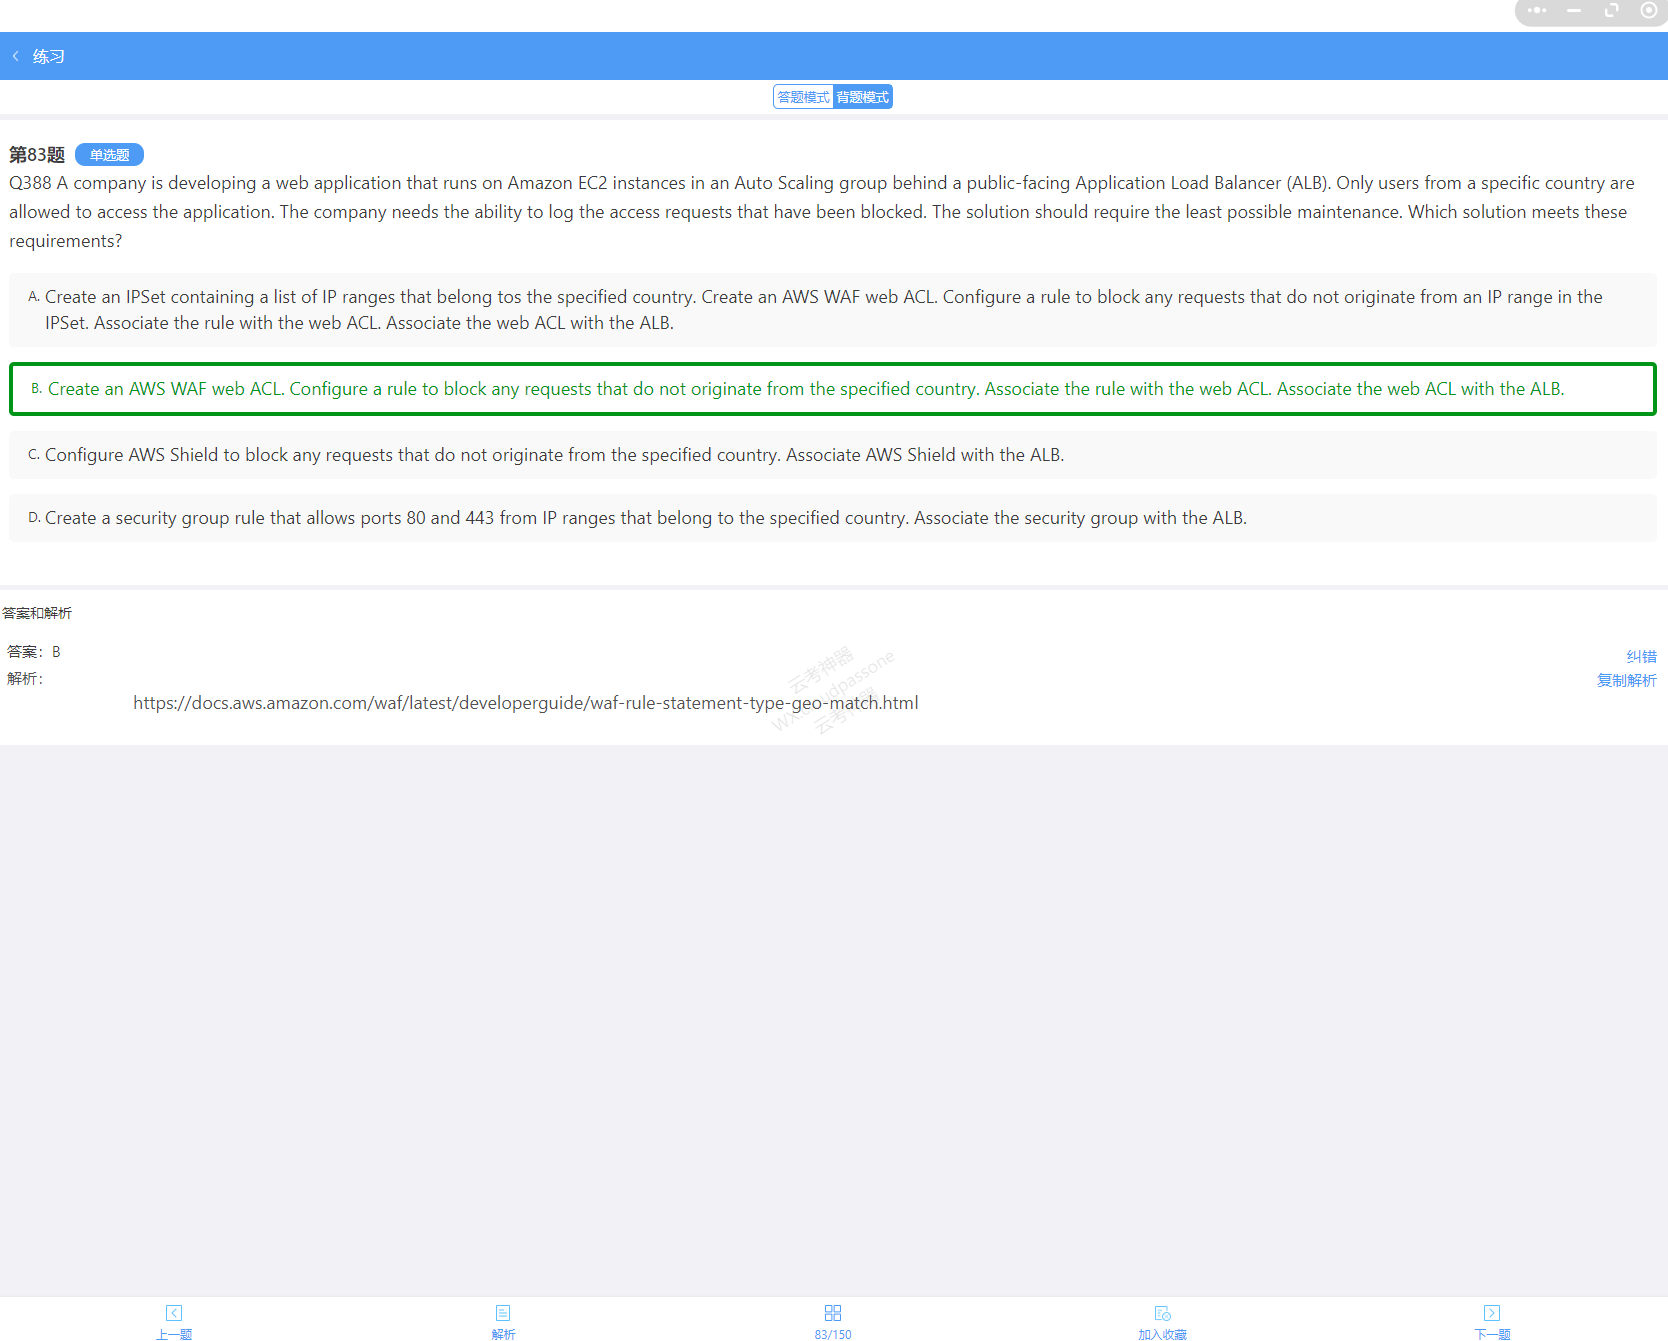 练习
答题模式 背题模式
第83题 单选题
Q388 A company is developing a web application that runs on Amazon EC2 instances in an Auto Scaling group behind a public-facing Application Load Balancer (ALB). Only users from a specific country are
allowed to access the application. The company needs the ability to log the access requests that have been blocked. The solution should require the least possible maintenance. Which solution meets these
requirements?
A. Create an IPSet containing a list of IP ranges that belong tos the specified country. Create an AWS WAF web ACL. Configure a rule to block any requests that do not originate from an IP range in the
IPSet. Associate the rule with the web ACL. Associate the web ACL with the ALB.
B. Create an AWS WAF web ACL. Configure a rule to block any requests that do not originate from the specified country. Associate the rule with the web ACL. Associate the web ACL with the ALB.
C. Configure AWS Shield to block any requests that do not originate from the specified country. Associate AWS Shield with the ALB.
D. Create a security group rule that allows ports 80 and 443 from IP ranges that belong to the specified country. Associate the security group with the ALB.
答案和解析
答案：B
纠错
解析：
复制解析
云考神器
https://docs.aws.amazon.com/waf/latest/developerguide/waf-rule-statement-type-geo-match.html
上一题
解析
83/150
加入收藏
下一题